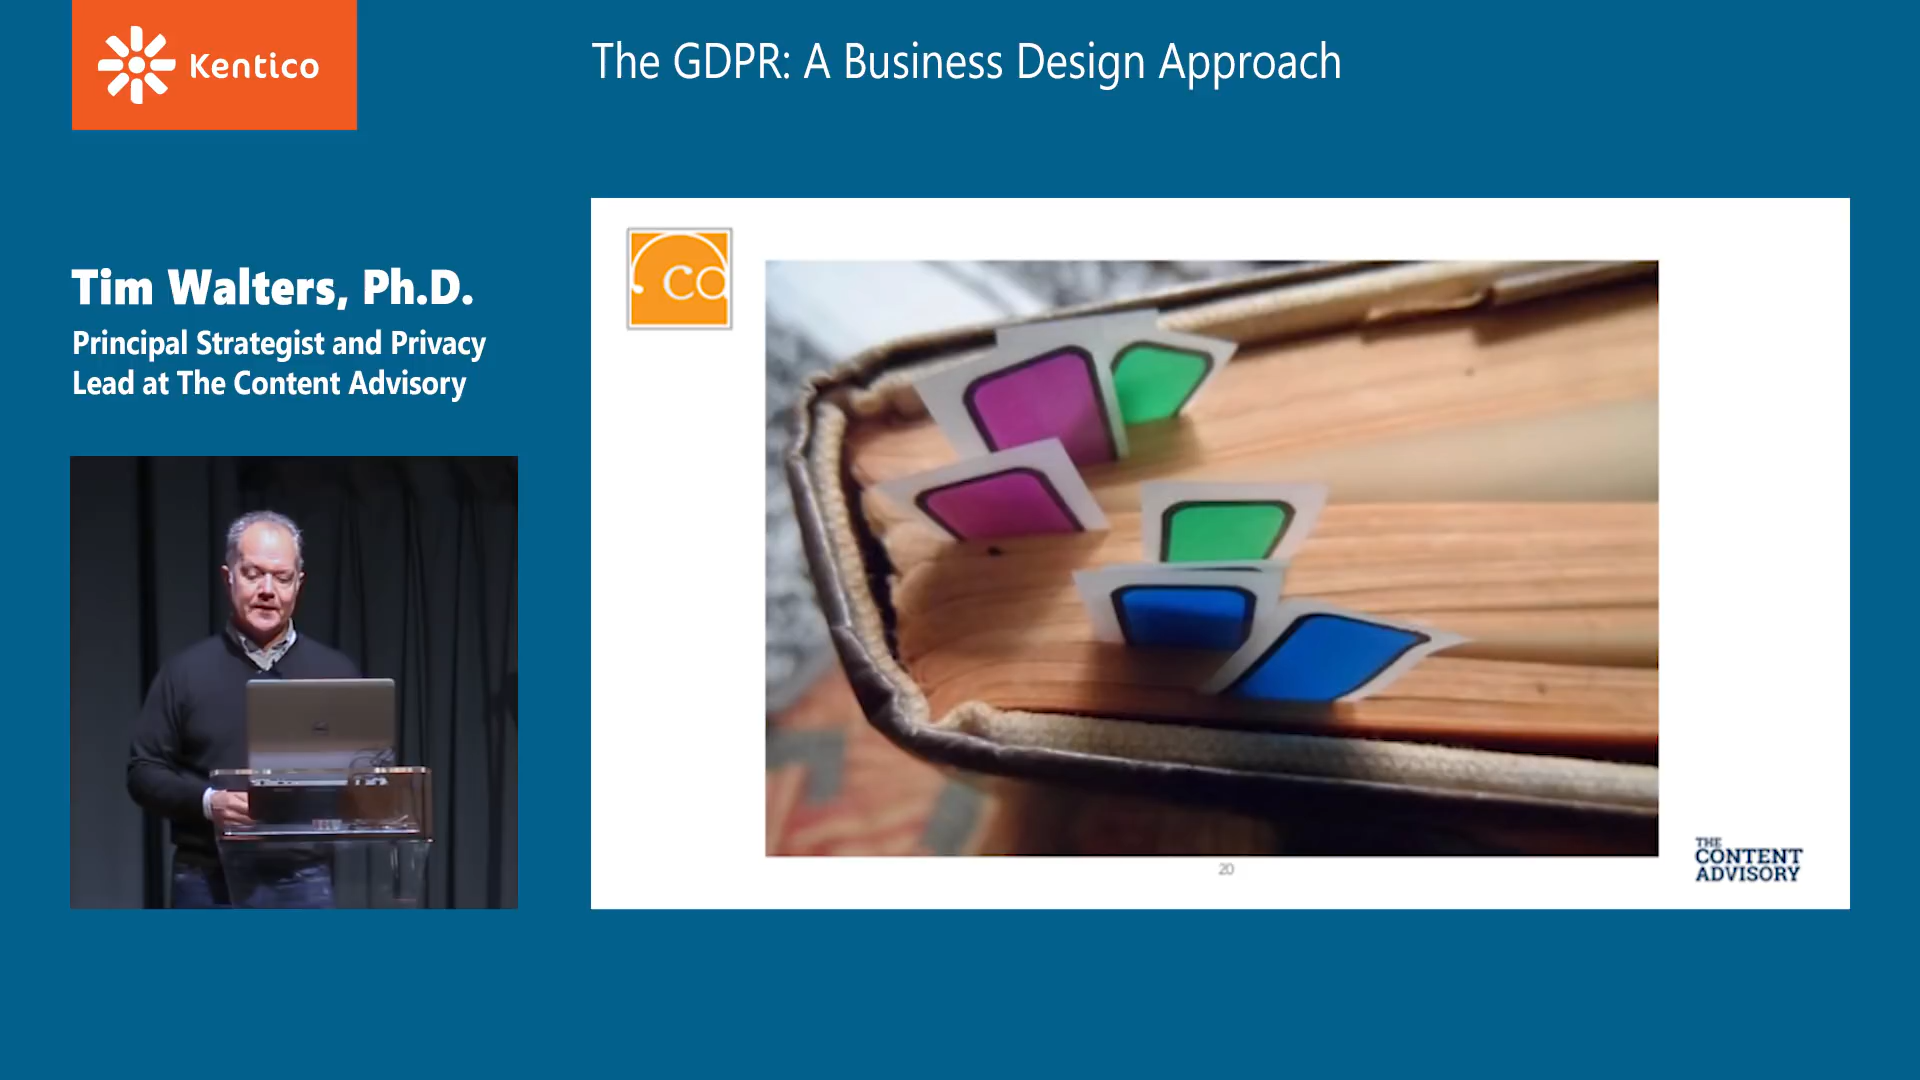 Kentico
The GDPR: A Business Design Approach
Tim Walters, Ph.D.
Principal Strategist and Privacy
Lead at The Content Advisory
ca
20
THE
CONTENT
ADVISORY